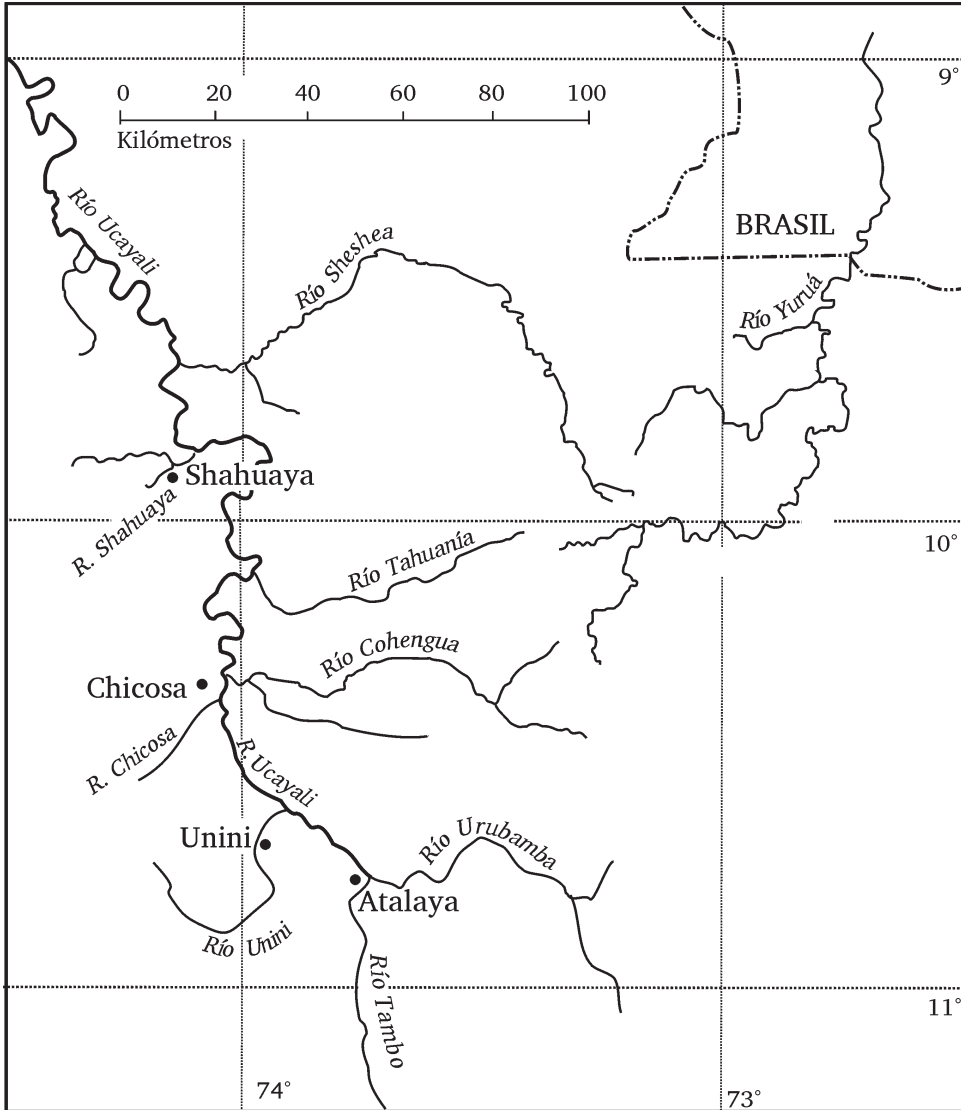 9°
0 20 40 60 80 100
Kilómetros
Río Ucayali
BRASIL
Río Sheshea
Río Yuruá
Shahuaya
R. Shahuaya
10°
Río Tahuanía
Río Cohengua
Chicosa
R. Chicosa
R. Ucayali
Unini
Río Urubamba
Atalaya
Río Unini
Río Tambo
11°
74°
73°